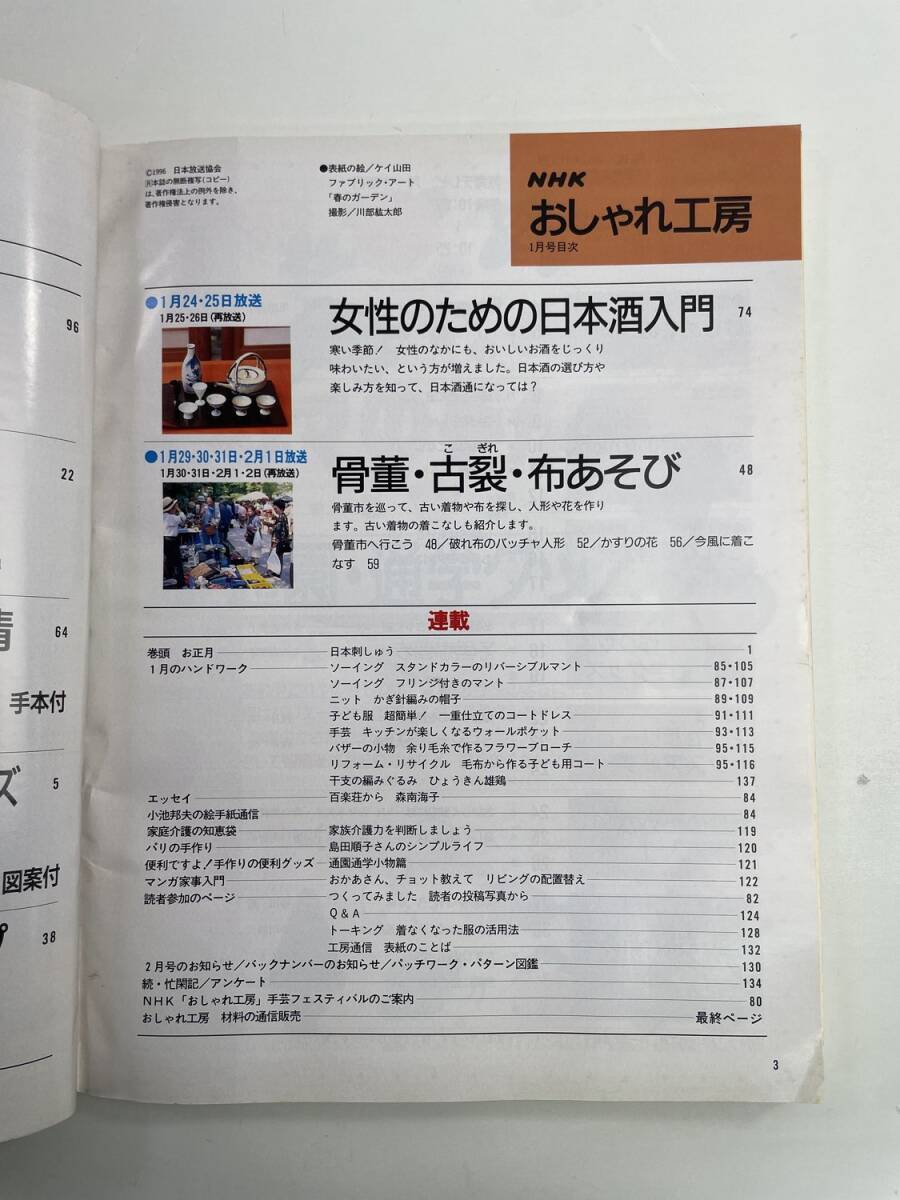 96
22
青
64
手本付
ズ
5
図案付
プ
38
©1996 日本放送協会
Ⓡ本誌の無断複写(コピー)
は、著作権法上の例外を除き、
著作権侵害となります。
●表紙の絵/ケイ山田
ファブリック・アート
「春のガーデン」
撮影/川部紘太郎
NHK
おしゃれ工房
1月号目次
●1月24・25日放送
1月25・26日(再放送)
女性のための日本酒入門 74
寒い季節! 女性のなかにも、おいしいお酒をじっくり
味わいたい、という方が増えました。日本酒の選び方や
楽しみ方を知って、日本酒通になっては?
●1月29・30・31日・2月1日放送
1月30・31日・2月1・2日(再放送)
こ ぎれ
骨董・古裂・布あそび 48
骨董市を巡って、古い着物や布を探し、人形や花を作り
ます。古い着物の着こなしも紹介します。
骨董市へ行こう 48/破れ布のバッチャ人形 52/かすりの花 56/今風に着こ
なす 59
連載
巻頭 お正月 日本刺しゅう 1
1月のハンドワーク ソーイング スタンドカラーのリバーシブルマント 85・105
ソーイング フリンジ付きのマント 87・107
ニット かぎ針編みの帽子 89・109
子ども服 超簡単! 一重仕立てのコートドレス 91・111
手芸 キッチンが楽しくなるウォールポケット 93・113
バザーの小物 余り毛糸で作るフラワーブローチ 95・115
リフォーム・リサイクル 毛布から作る子ども用コート 95・116
干支の編みぐるみ ひょうきん雄鶏 137
エッセイ 百楽荘から 森南海子 84
小池邦夫の絵手紙通信 84
家庭介護の知恵袋 家族介護力を判断しましょう 119
パリの手作り 島田順子さんのシンプルライフ 120
便利ですよ!手作りの便利グッズ 通園通学小物篇 121
マンガ家事入門 おかあさん、チョット教えて リビングの配置替え 122
読者参加のページ つくってみました 読者の投稿写真から 82
Q&A 124
トーキング 着なくなった服の活用法 128
工房通信 表紙のことば 132
2月号のお知らせ/バックナンバーのお知らせ/パッチワーク・パターン図鑑 130
続・忙閑記/アンケート 134
NHK「おしゃれ工房」手芸フェスティバルのご案内 80
おしゃれ工房 材料の通信販売 最終ページ
3